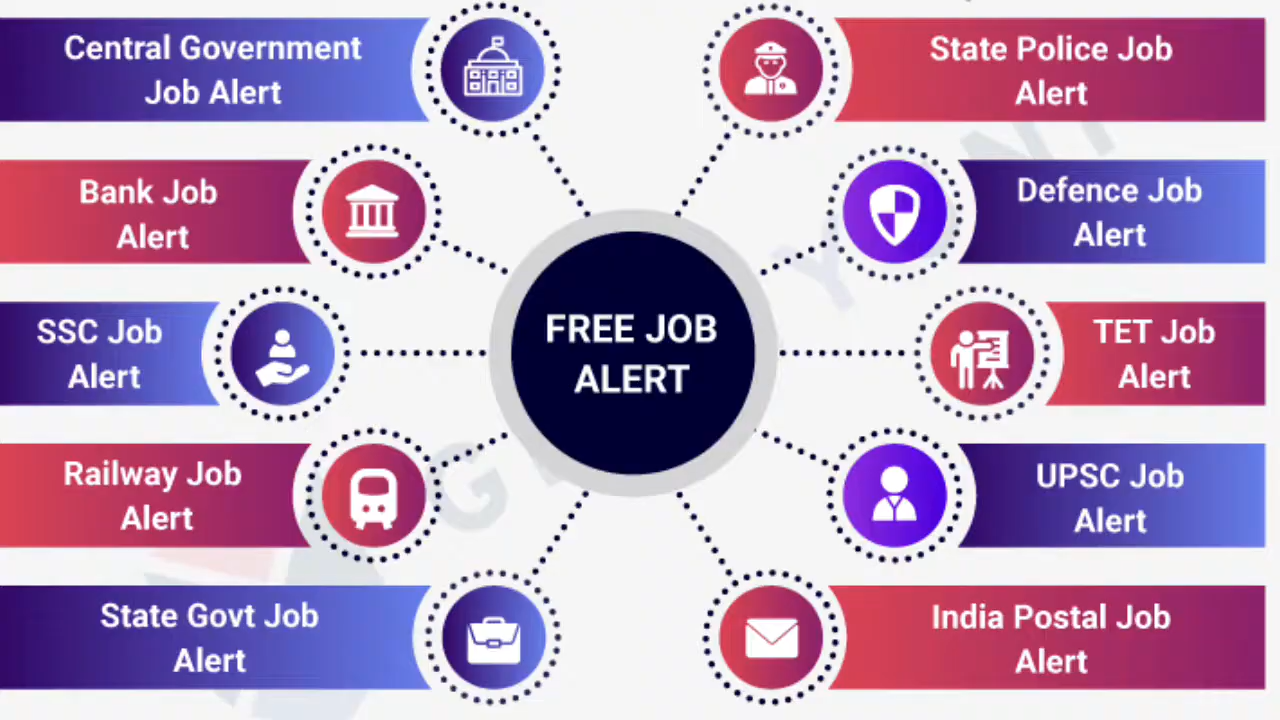 Central Government
Job Alert
State Police Job
Alert
Bank Job
Alert
Defence Job
Alert
SSC Job
Alert
FREE JOB
ALERT
TET Job
Alert
Railway Job
Alert
UPSC Job
Alert
State Govt Job
Alert
India Postal Job
Alert